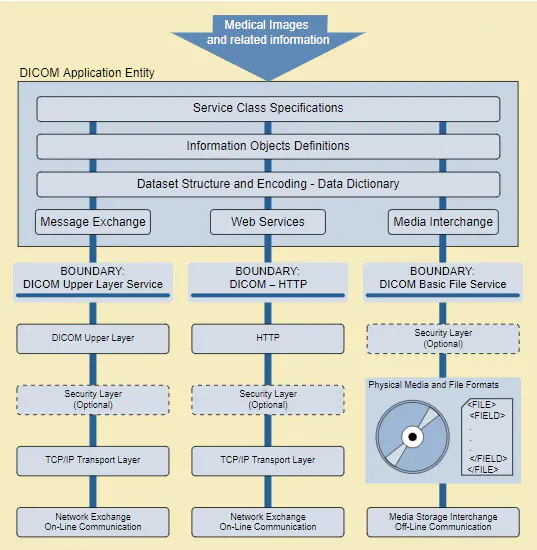 Medical Images
and related information
DICOM Application Entity
Service Class Specifications
Information Objects Definitions
Dataset Structure and Encoding - Data Dictionary
Message Exchange
Web Services
Media Interchange
BOUNDARY:
DICOM Upper Layer Service
BOUNDARY:
DICOM – HTTP
BOUNDARY:
DICOM Basic File Service
DICOM Upper Layer
HTTP
Security Layer
(Optional)
Security Layer
(Optional)
Security Layer
(Optional)
Physical Media and File Formats
<FILE>
<FIELD>
.
.
.
</FIELD>
</FILE>
TCP/IP Transport Layer
TCP/IP Transport Layer
Network Exchange
On-Line Communication
Network Exchange
On-Line Communication
Media Storage Interchange
Off-Line Communication